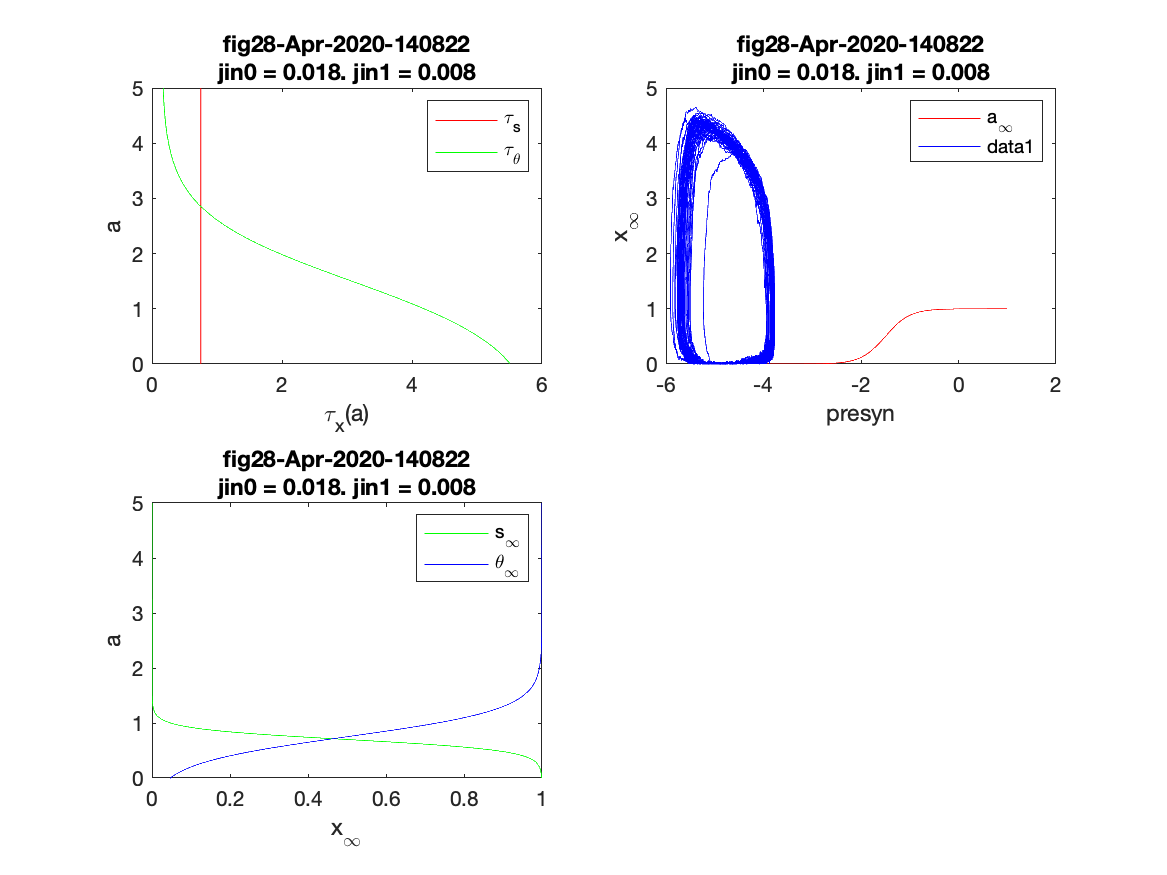 fig28-Apr-2020-140822
jin0 = 0.018. jin1 = 0.008
5
4
3
2
1
0
a
0
2
4
6
τx(a)
τs
τθ
fig28-Apr-2020-140822
jin0 = 0.018. jin1 = 0.008
5
4
3
2
1
0
x∞
-6
-4
-2
0
2
presyn
a∞
data1
fig28-Apr-2020-140822
jin0 = 0.018. jin1 = 0.008
5
4
3
2
1
0
a
0
0.2
0.4
0.6
0.8
1
x∞
s∞
θ∞